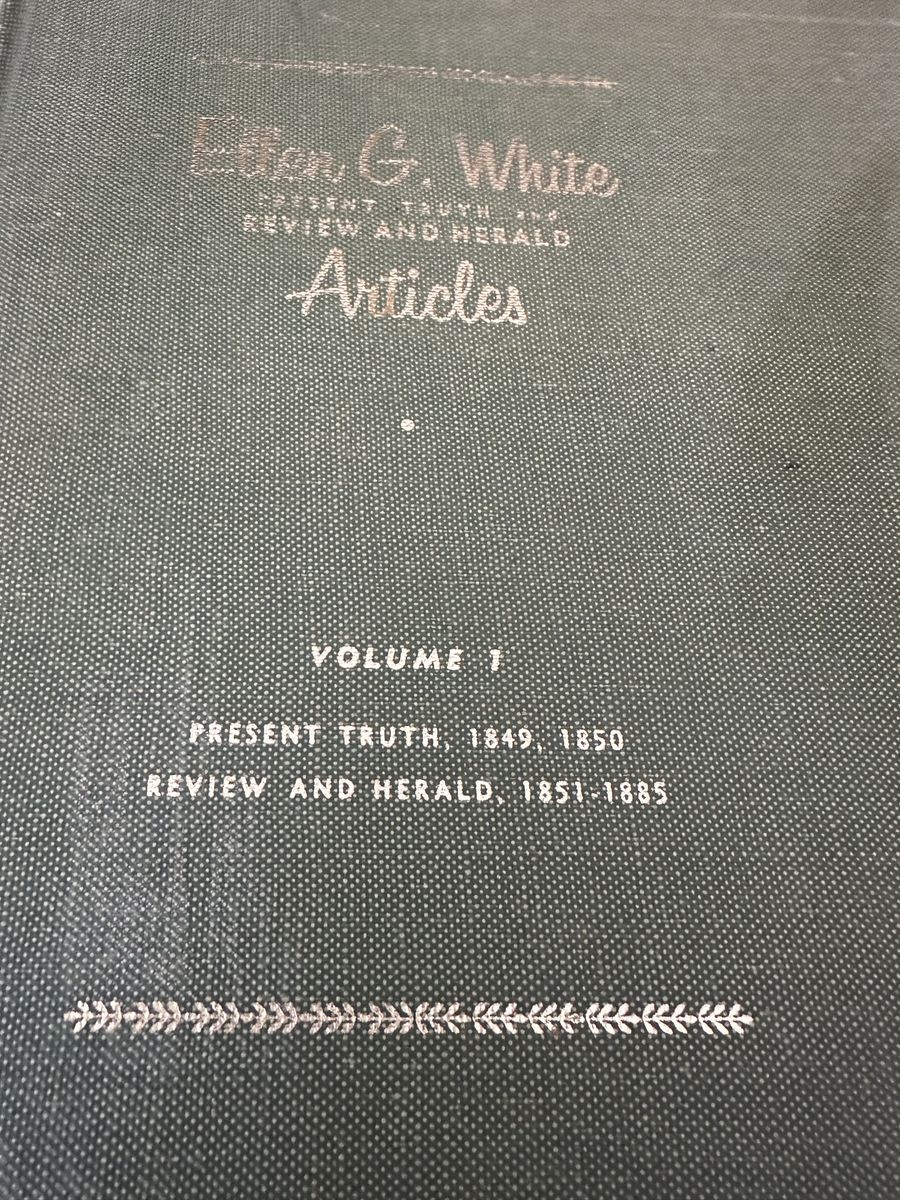 Ellen G. White
PRESENT TRUTH and
REVIEW AND HERALD
Articles
VOLUME 1
PRESENT TRUTH, 1849, 1850
REVIEW AND HERALD, 1851-1885